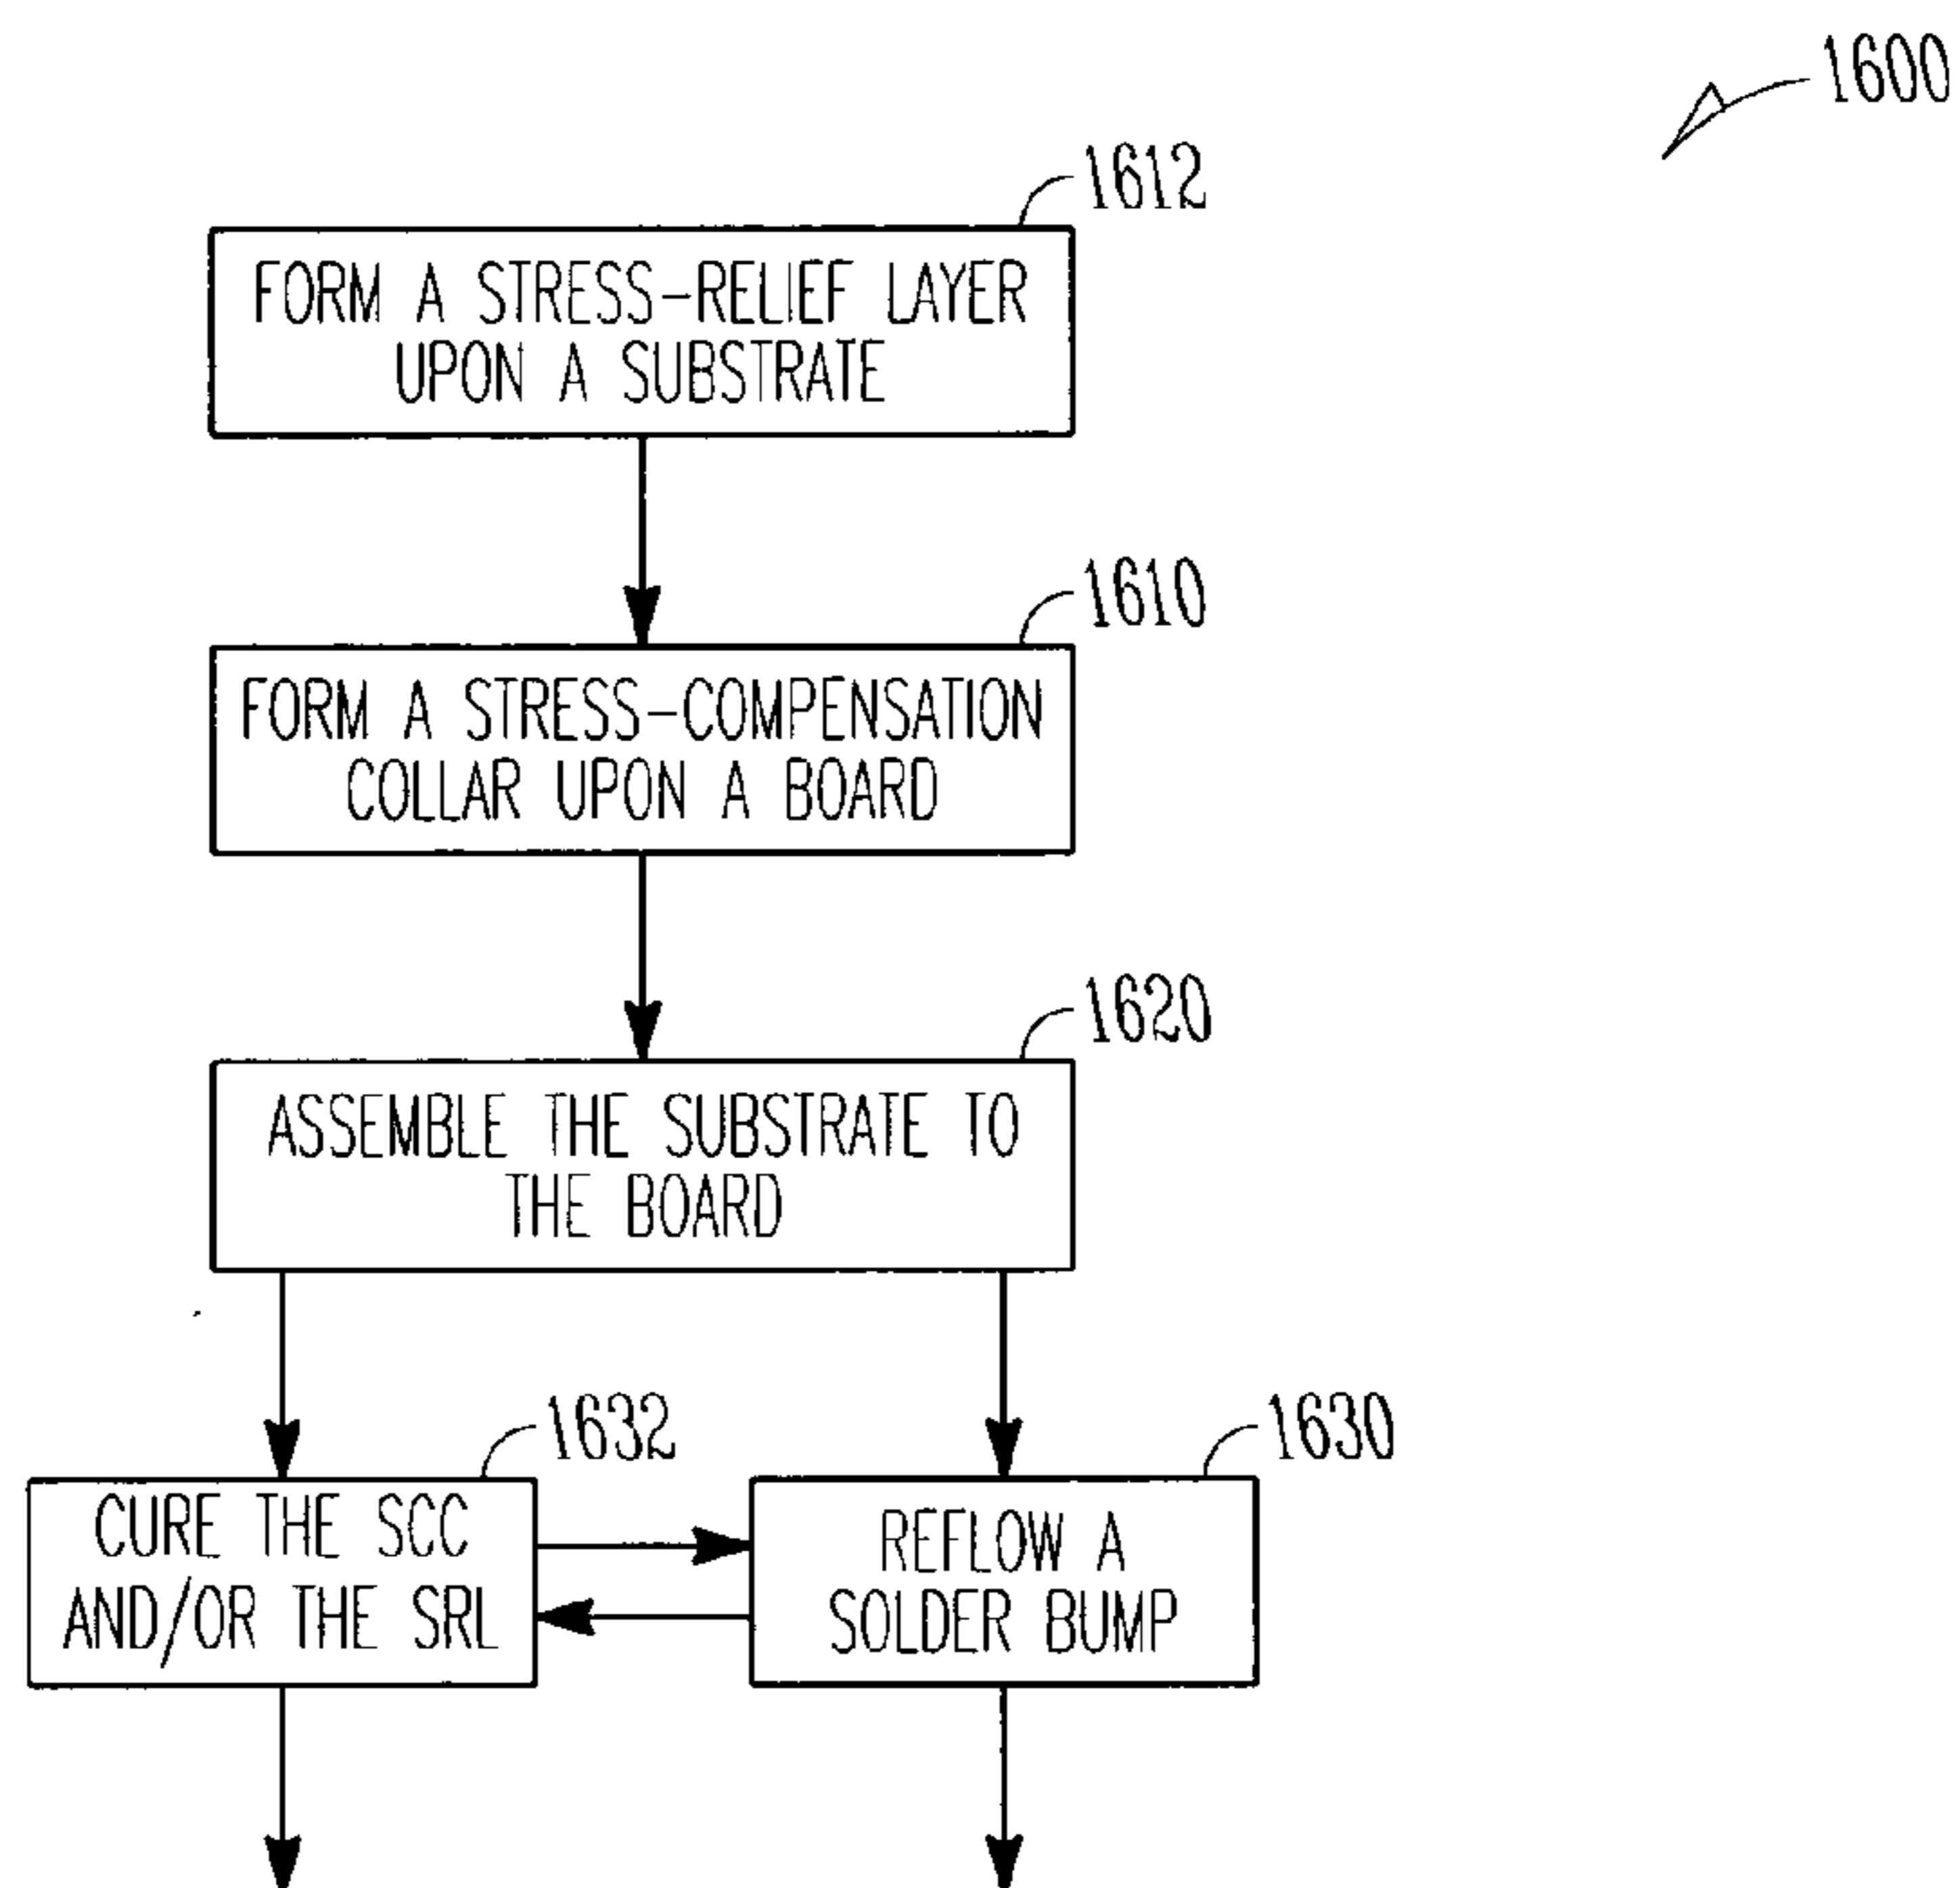 1600
1612
FORM A STRESS-RELIEF LAYER
UPON A SUBSTRATE
1610
FORM A STRESS-COMPENSATION
COLLAR UPON A BOARD
1620
ASSEMBLE THE SUBSTRATE TO
THE BOARD
1632
CURE THE SCC
AND/OR THE SRL
1630
REFLOW A
SOLDER BUMP